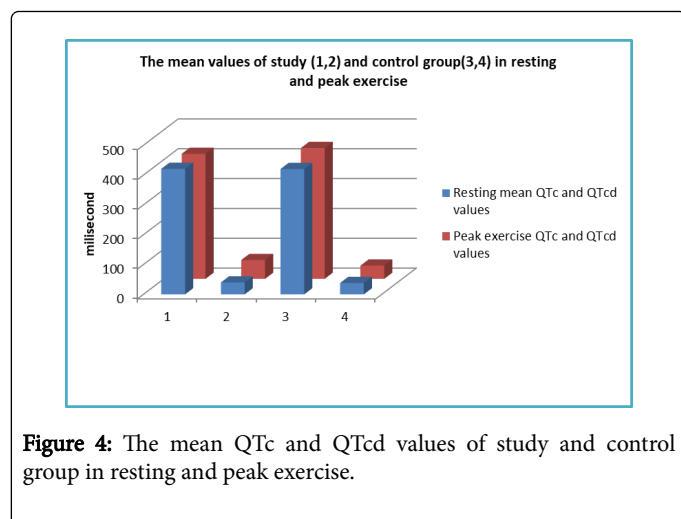 The mean values of study (1,2) and control group(3,4) in resting
and peak exercise
500
400
300
200
100
0
milisecond
1 2 3 4
Resting mean QTc and QTcd
values
Peak exercise QTc and QTcd
values
Figure 4: The mean QTc and QTcd values of study and control
group in resting and peak exercise.